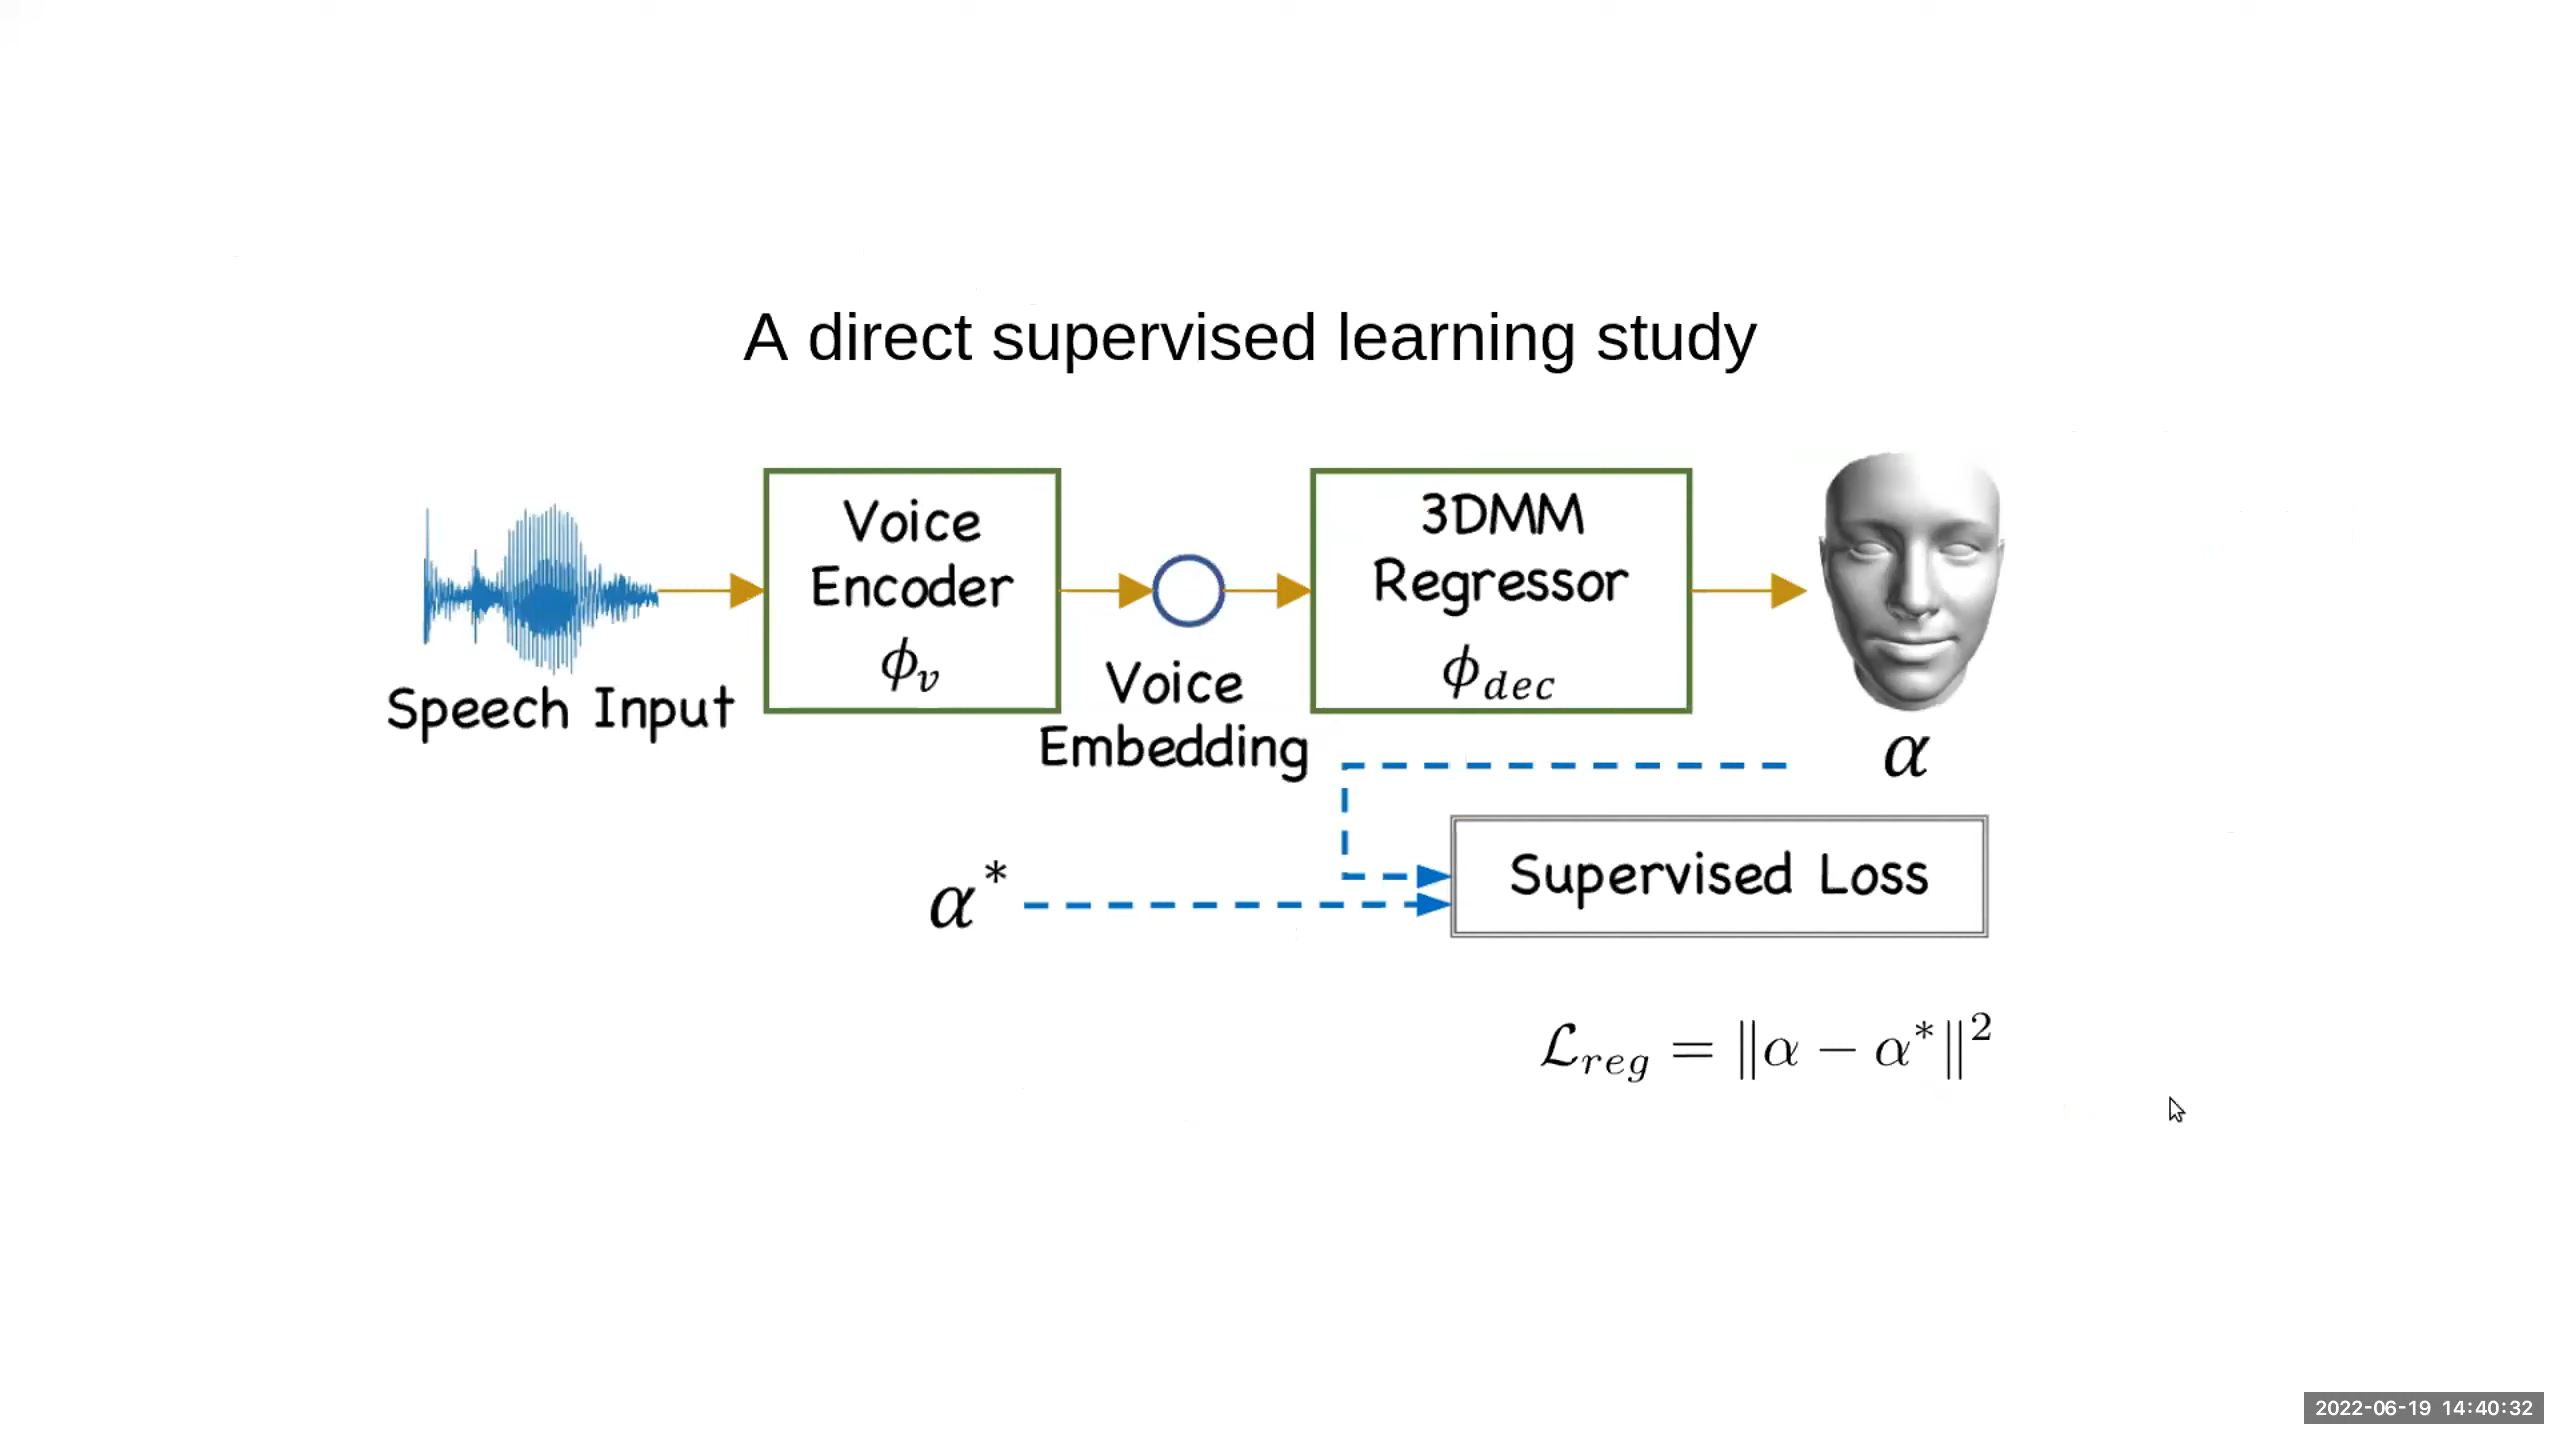 A direct supervised learning study
Voice
Encoder
ϕ_v
3DMM
Regressor
ϕ_dec
Speech Input
Voice
Embedding
α
α*
Supervised Loss
ℒ_reg = ‖α − α*‖²
2022-06-19 14:40:32